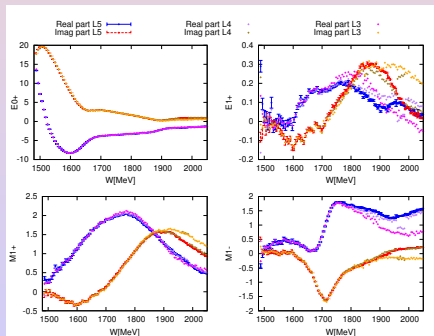 Real part L5 Real part L4 Real part L3
Imag part L5 Imag part L4 Imag part L3
E0+
20
15
10
5
0
-5
-10
1500 1600 1700 1800 1900 2000
W[MeV]
E1+
0.4
0.3
0.2
0.1
0
-0.1
-0.2
1500 1600 1700 1800 1900 2000
W[MeV]
M1+
2.5
2
1.5
1
0.5
0
-0.5
1500 1600 1700 1800 1900 2000
W[MeV]
M1-
2
1.5
1
0.5
0
-0.5
-1
-1.5
-2
1500 1600 1700 1800 1900 2000
W[MeV]